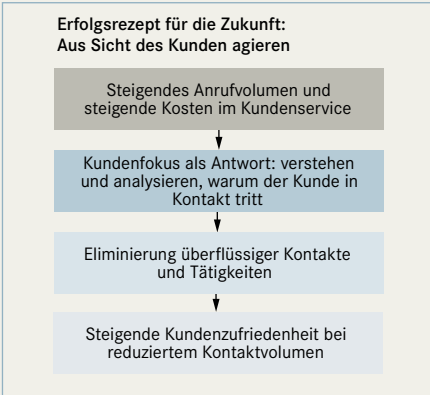 Erfolgsrezept für die Zukunft:
Aus Sicht des Kunden agieren
Steigendes Anrufvolumen und
steigende Kosten im Kundenservice
Kundenfokus als Antwort: verstehen
und analysieren, warum der Kunde in
Kontakt tritt
Eliminierung überflüssiger Kontakte
und Tätigkeiten
Steigende Kundenzufriedenheit bei
reduziertem Kontaktvolumen